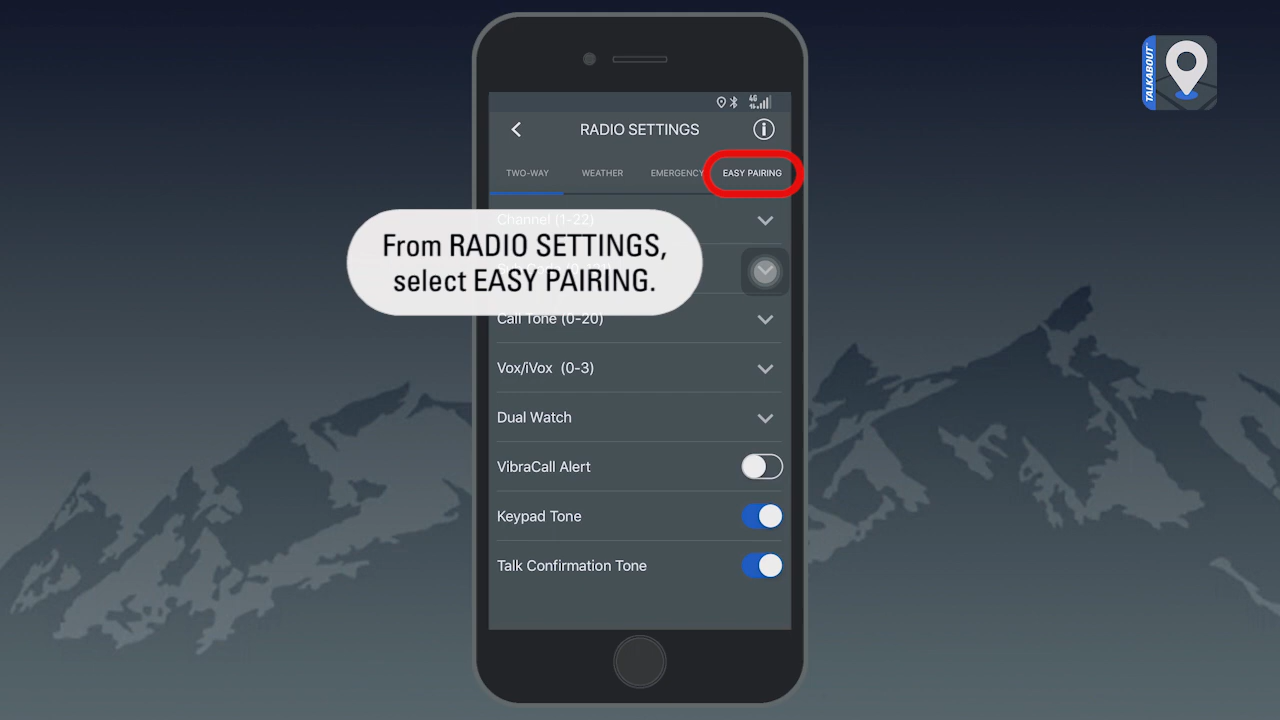 TALKABOUT
4G
RADIO SETTINGS
TWO-WAY WEATHER EMERGENCY EASY PAIRING
Channel (1-22)
From RADIO SETTINGS,
select EASY PAIRING.
Call Tone (0-20)
Vox/iVox (0-3)
Dual Watch
VibraCall Alert
Keypad Tone
Talk Confirmation Tone